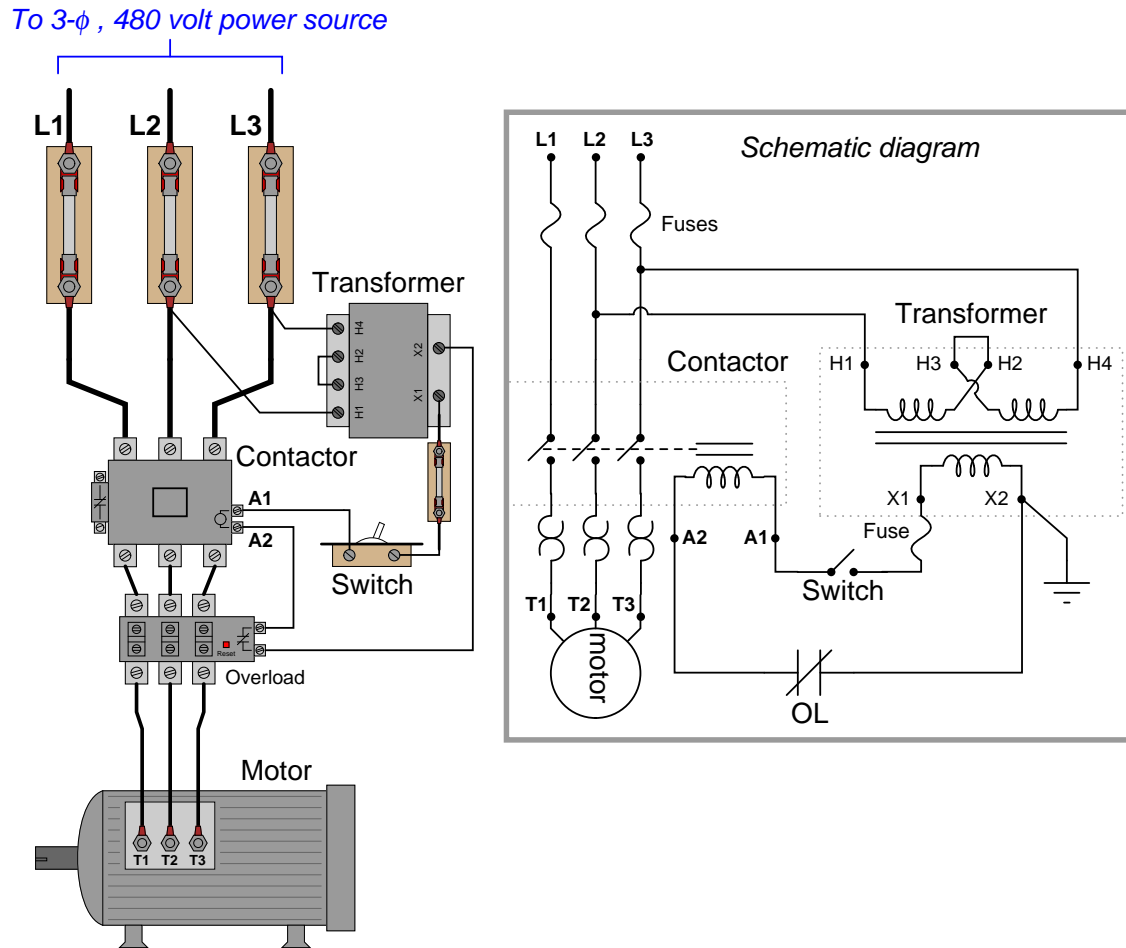 To 3-ϕ , 480 volt power source
L1 L2 L3
Transformer
H4
H2
H3
H1
X2
X1
Contactor
A1
A2
Switch
Reset
Overload
Motor
T1 T2 T3
Schematic diagram
L1 L2 L3
Fuses
Transformer
H1 H3 H2 H4
Contactor
X1 X2
Fuse
A2 A1
Switch
T1 T2 T3
motor
OL